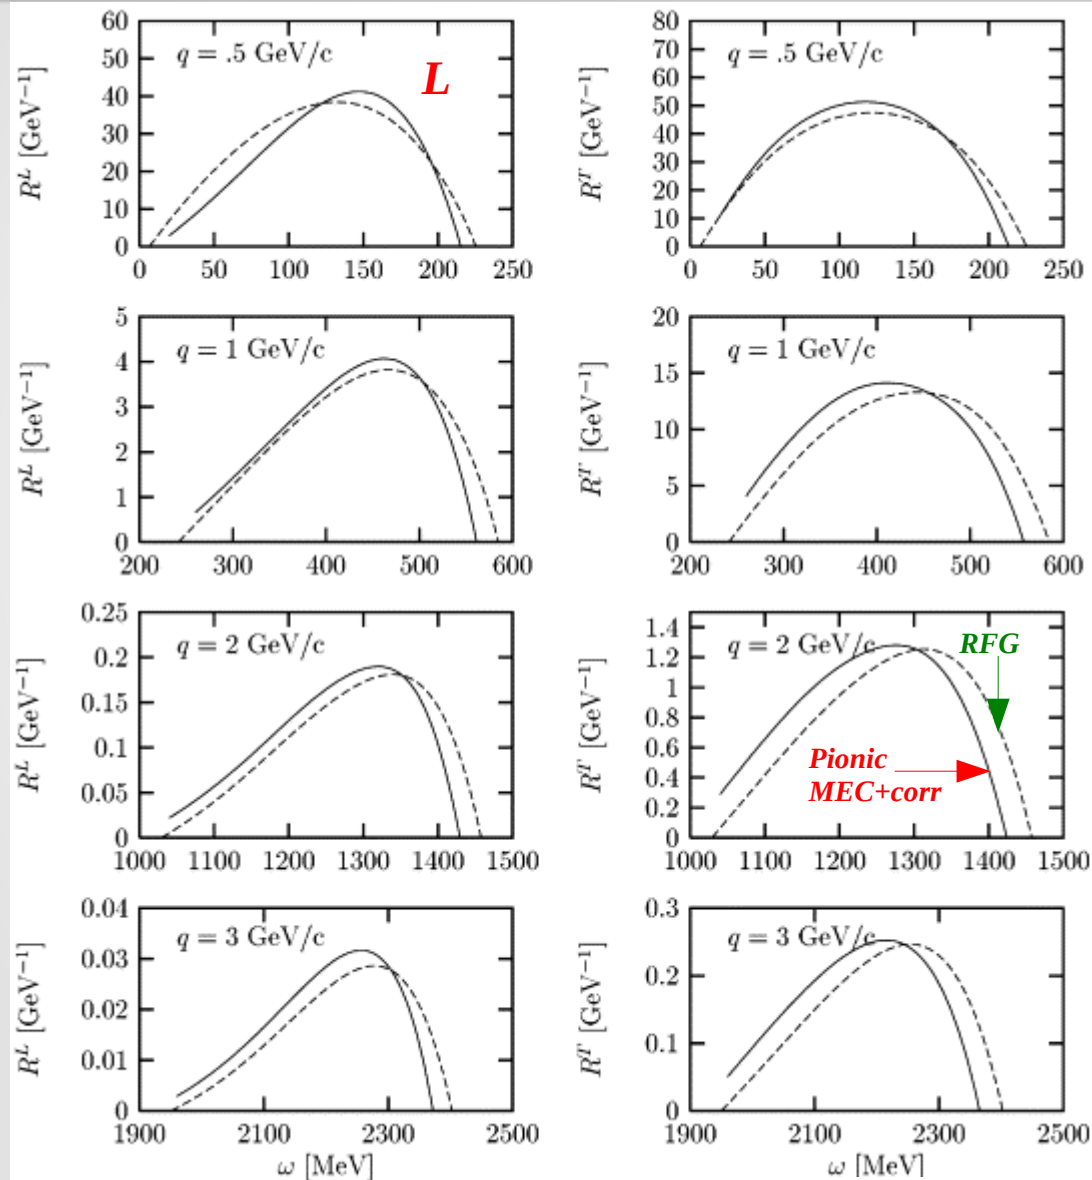 60
50
40
30
20
10
0
R^L [GeV⁻¹]
q = .5 GeV/c
L
0 50 100 150 200 250
80
70
60
50
40
30
20
10
0
R^T [GeV⁻¹]
q = .5 GeV/c
0 50 100 150 200 250
5
4
3
2
1
0
R^L [GeV⁻¹]
q = 1 GeV/c
200 300 400 500 600
20
15
10
5
0
R^T [GeV⁻¹]
q = 1 GeV/c
200 300 400 500 600
0.25
0.2
0.15
0.1
0.05
0
R^L [GeV⁻¹]
q = 2 GeV/c
1000 1100 1200 1300 1400 1500
1.4
1.2
1
0.8
0.6
0.4
0.2
0
R^T [GeV⁻¹]
q = 2 GeV/c
RFG
Pionic
MEC+corr
1000 1100 1200 1300 1400 1500
0.04
0.03
0.02
0.01
0
R^L [GeV⁻¹]
q = 3 GeV/c
1900 2100 2300 2500
ω [MeV]
0.3
0.2
0.1
0
R^T [GeV⁻¹]
q = 3 GeV/c
1900 2100 2300 2500
ω [MeV]